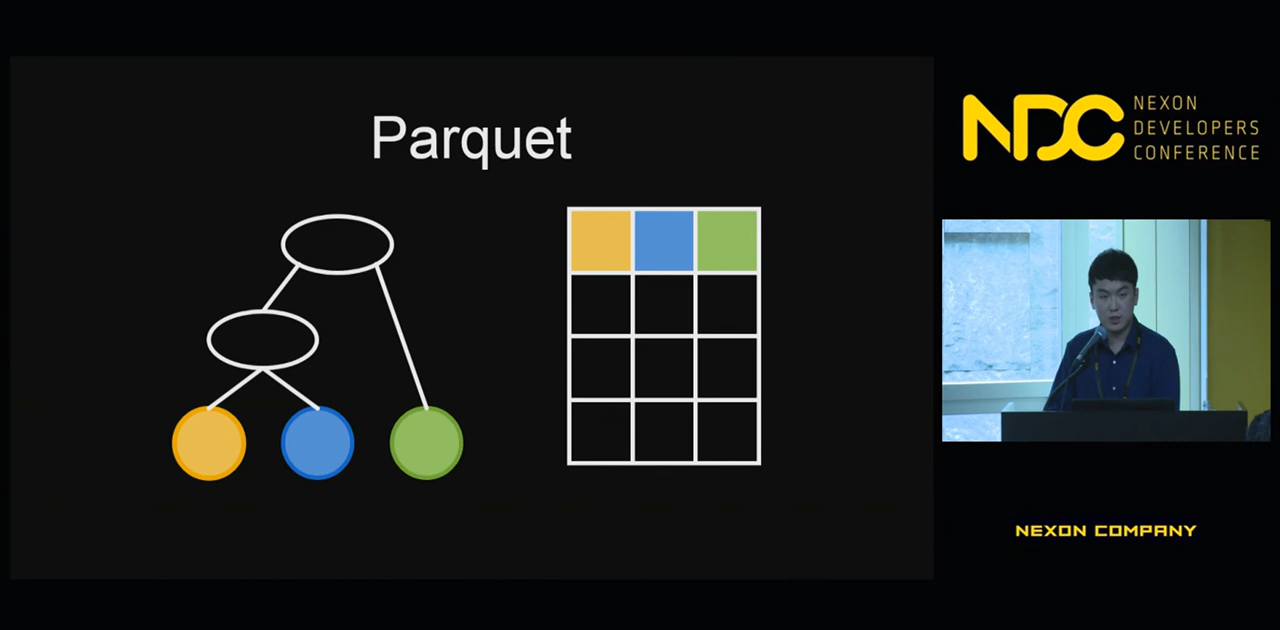 Parquet
NDC
NEXON
DEVELOPERS
CONFERENCE
NEXON COMPANY